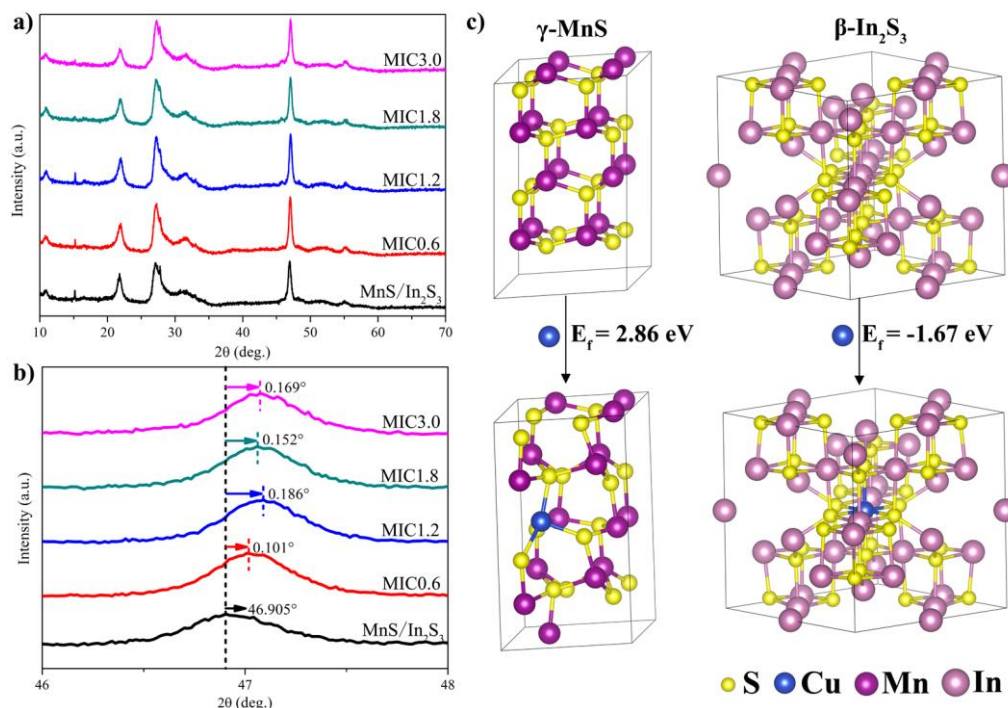 a)
MIC3.0
MIC1.8
MIC1.2
MIC0.6
MnS/In₂S₃
Intensity (a.u.)
10 20 30 40 50 60 70
2θ (deg.)
b)
0.169°
MIC3.0
0.152°
MIC1.8
0.186°
MIC1.2
0.101°
MIC0.6
46.905°
MnS/In₂S₃
Intensity (a.u.)
46 47 48
2θ (deg.)
c)
γ-MnS
β-In₂S₃
E_f = 2.86 eV
E_f = -1.67 eV
S Cu Mn In